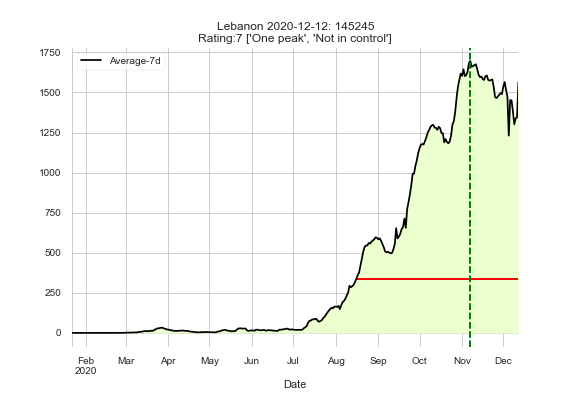 Lebanon 2020-12-12: 145245
Rating:7 ['One peak', 'Not in control']
Average-7d
1750
1500
1250
1000
750
500
250
0
Feb Mar Apr May Jun Jul Aug Sep Oct Nov Dec
2020
Date